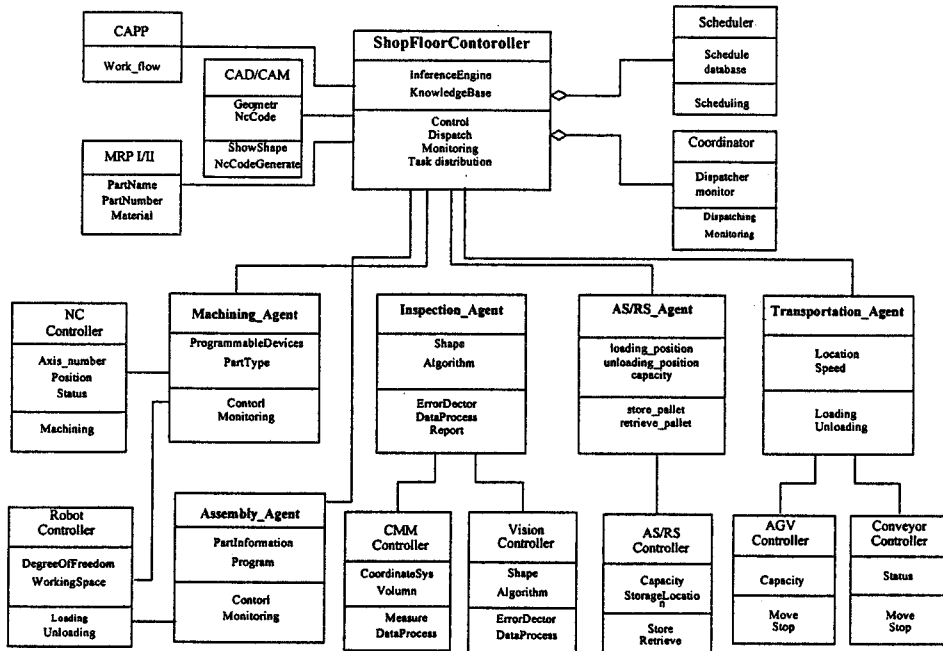 CAPP
Work_flow
CAD/CAM
Geometr
NcCode
ShowShape
NcCodeGenerate
MRP I/II
PartName
PartNumber
Material
ShopFloorContoroller
InferenceEngine
KnowledgeBase
Control
Dispatch
Monitoring
Task distribution
Scheduler
Schedule
database
Scheduling
Coordinator
Dispatcher
monitor
Dispatching
Monitoring
NC
Controller
Axis_number
Position
Status
Machining
Machining_Agent
ProgrammableDevices
PartType
Contorl
Monitoring
Inspection_Agent
Shape
Algorithm
ErrorDector
DataProcess
Report
AS/RS_Agent
loading_position
unloading_position
capacity
store_pallet
retrieve_pallet
Transportation_Agent
Location
Speed
Loading
Unloading
Robot
Controller
DegreeOfFreedom
WorkingSpace
Loading
Unloading
Assembly_Agent
PartInformation
Program
Contorl
Monitoring
CMM
Controller
CoordinateSys
Volumn
Measure
DataProcess
Vision
Controller
Shape
Algorithm
ErrorDector
DataProcess
AS/RS
Controller
Capacity
StorageLocatio
n
Store
Retrieve
AGV
Controller
Capacity
Move
Stop
Conveyor
Controller
Status
Move
Stop